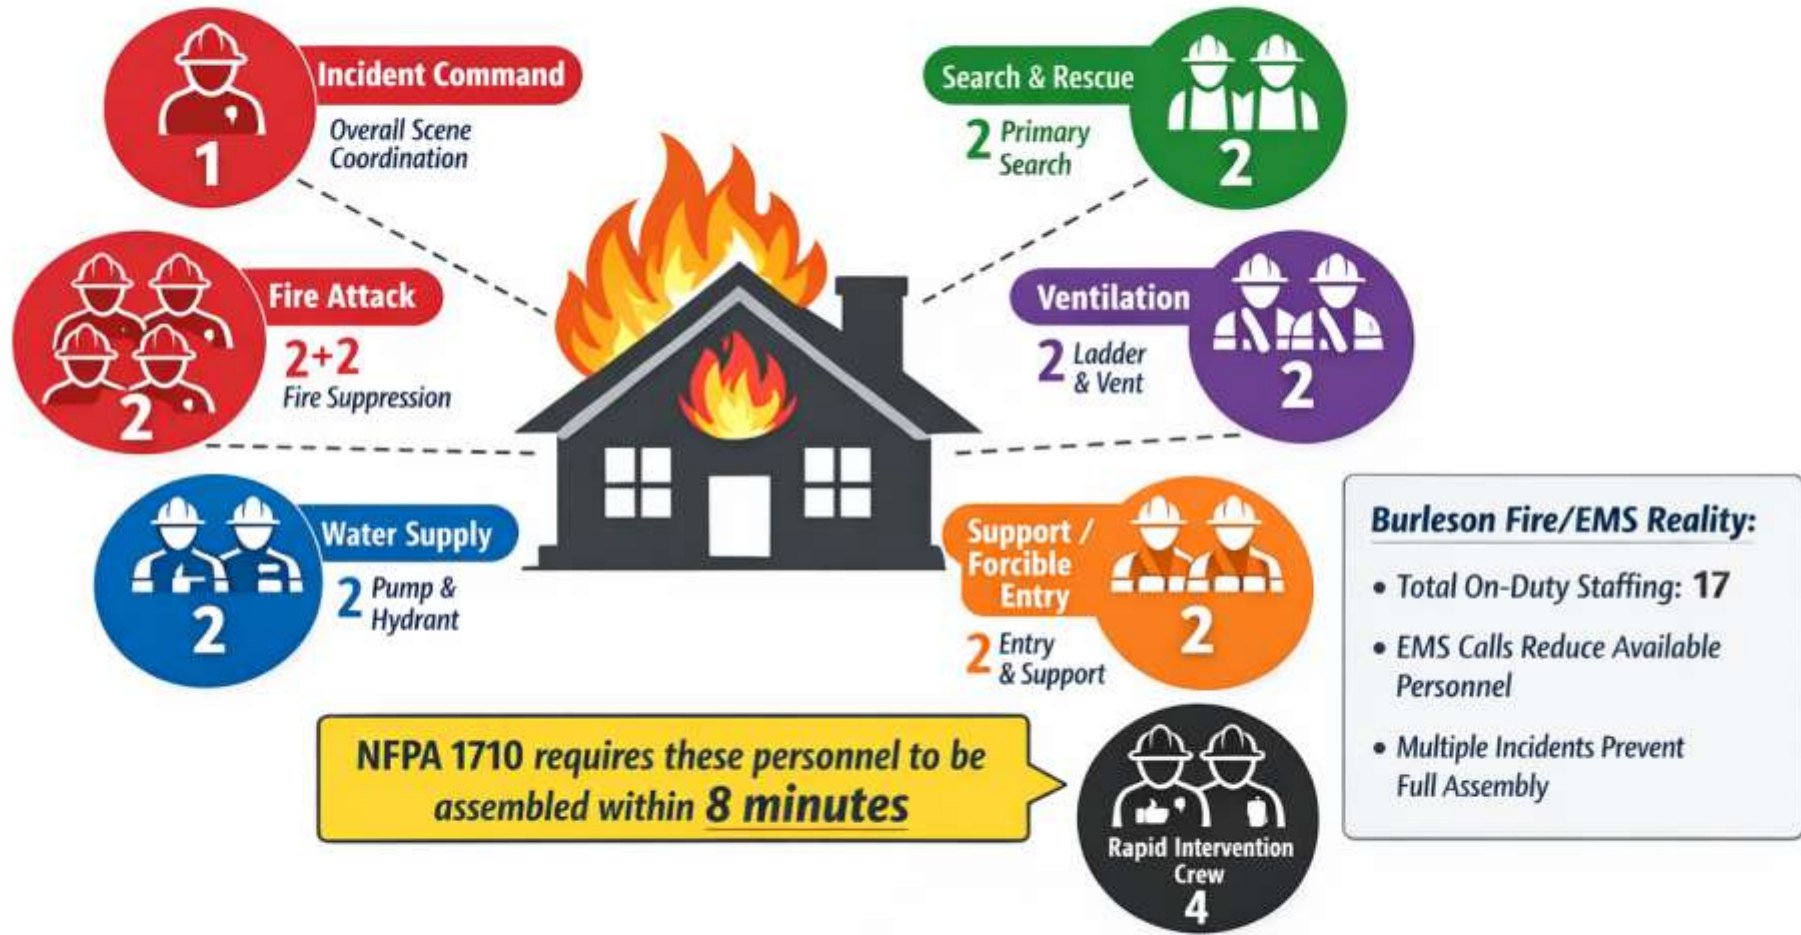 Incident Command
Overall Scene
Coordination
1
Fire Attack
2+2
Fire Suppression
2
Water Supply
2 Pump &
Hydrant
2
Search & Rescue
2 Primary
Search
2
Ventilation
2 Ladder
& Vent
2
Support /
Forcible
Entry
2 Entry
& Support
2
NFPA 1710 requires these personnel to be
assembled within 8 minutes
Rapid Intervention
Crew
4
Burleson Fire/EMS Reality:
• Total On-Duty Staffing: 17
• EMS Calls Reduce Available
Personnel
• Multiple Incidents Prevent
Full Assembly